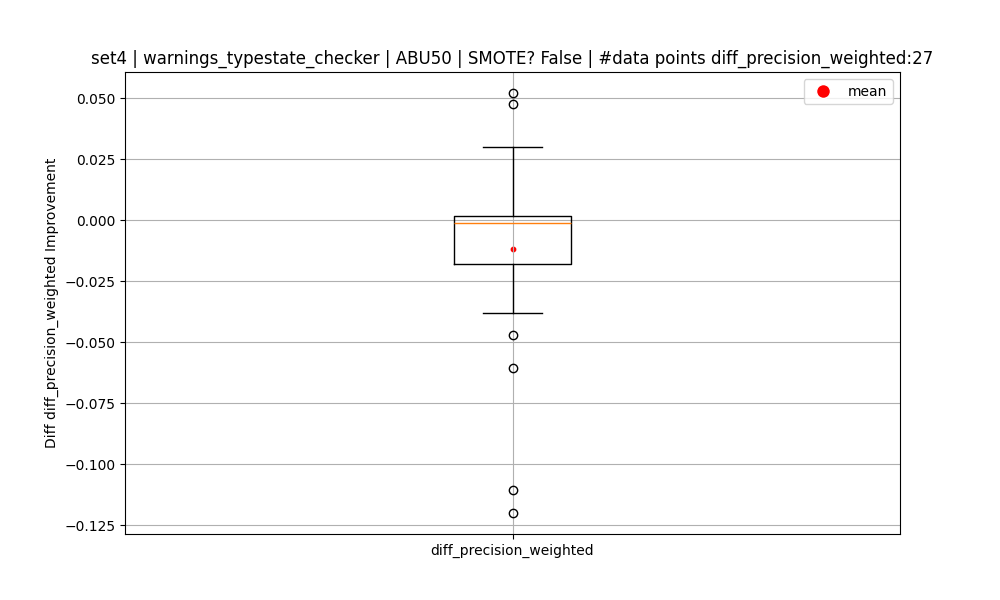 set4 | warnings_typestate_checker | ABU50 | SMOTE? False | #data points diff_precision_weighted:27
mean
Diff diff_precision_weighted Improvement
0.050
0.025
0.000
−0.025
−0.050
−0.075
−0.100
−0.125
diff_precision_weighted